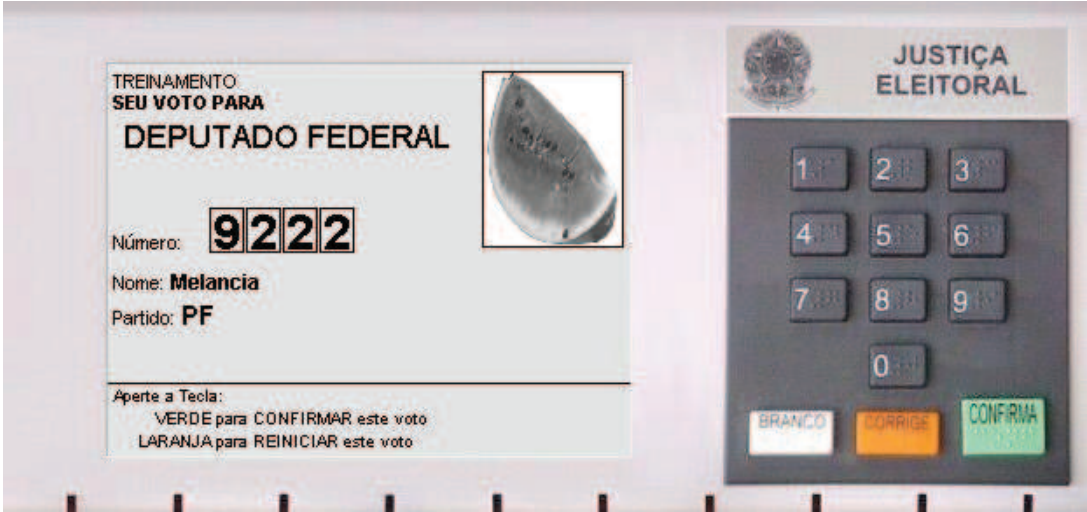 TREINAMENTO
SEU VOTO PARA
DEPUTADO FEDERAL
Número: 9222
Nome: Melancia
Partido: PF
Aperte a Tecla:
VERDE para CONFIRMAR este voto
LARANJA para REINICIAR este voto
JUSTIÇA
ELEITORAL
1 2 3
4 5 6
7 8 9
0
BRANCO CORRIGE CONFIRMA